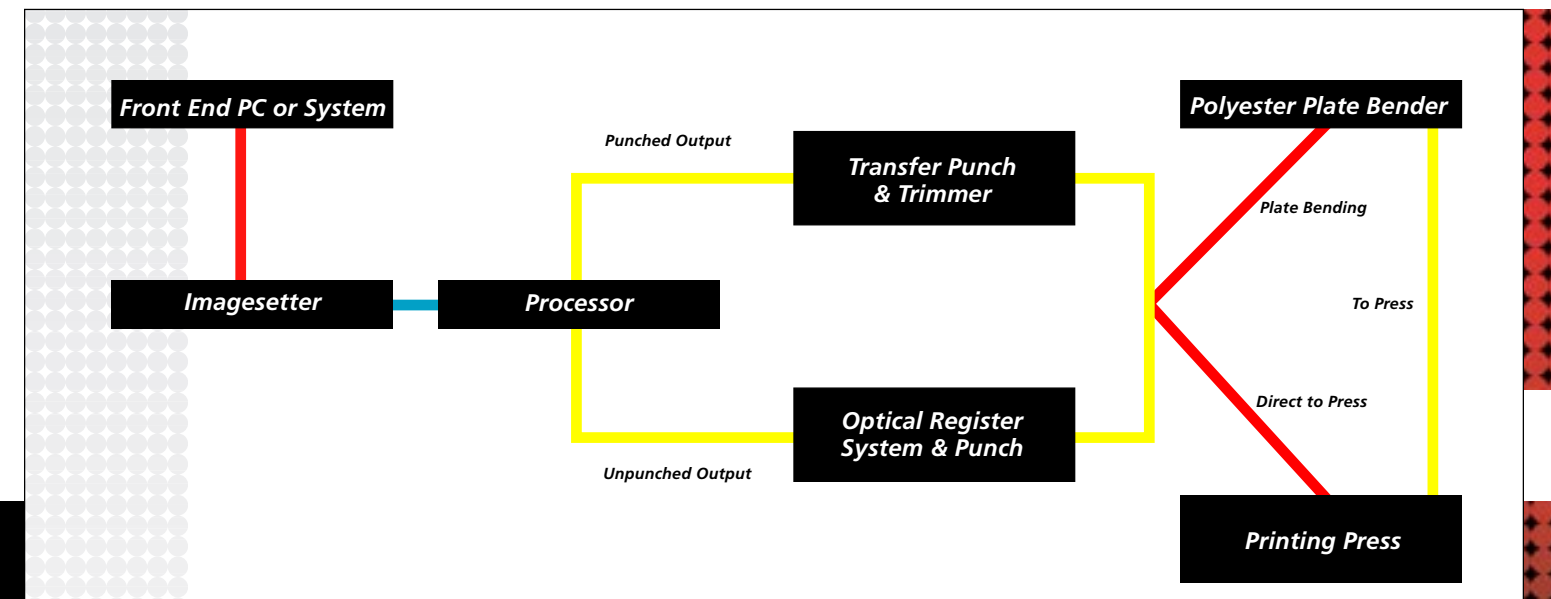 Front End PC or System
Polyester Plate Bender
Punched Output
Transfer Punch
& Trimmer
Plate Bending
Imagesetter
Processor
To Press
Direct to Press
Optical Register
System & Punch
Unpunched Output
Printing Press